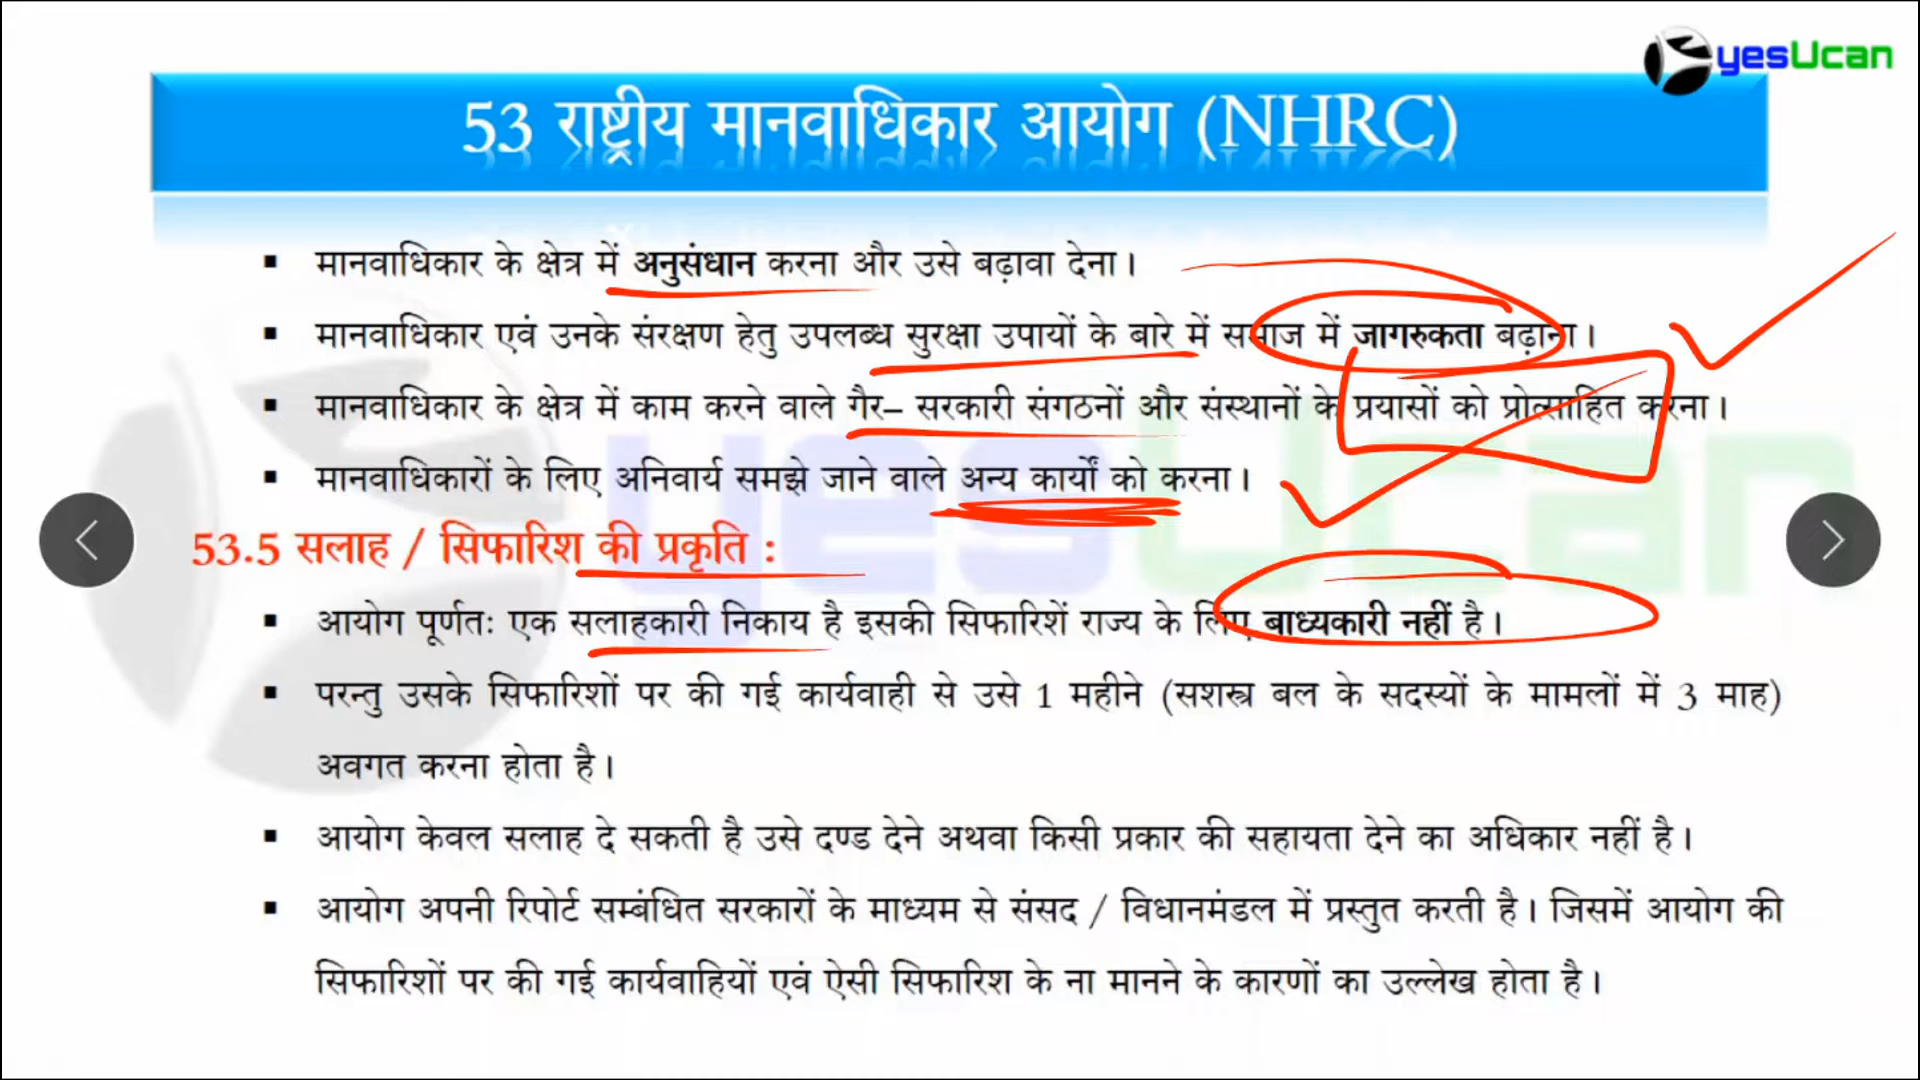 yesUcan
53 राष्ट्रीय मानवाधिकार आयोग (NHRC)
▪ मानवाधिकार के क्षेत्र में अनुसंधान करना और उसे बढ़ावा देना।
▪ मानवाधिकार एवं उनके संरक्षण हेतु उपलब्ध सुरक्षा उपायों के बारे में समाज में जागरुकता बढ़ाना।
▪ मानवाधिकार के क्षेत्र में काम करने वाले गैर– सरकारी संगठनों और संस्थानों के प्रयासों को प्रोत्साहित करना।
▪ मानवाधिकारों के लिए अनिवार्य समझे जाने वाले अन्य कार्यों को करना।
53.5 सलाह / सिफारिश की प्रकृति :
▪ आयोग पूर्णतः एक सलाहकारी निकाय है इसकी सिफारिशें राज्य के लिए बाध्यकारी नहीं है।
▪ परन्तु उसके सिफारिशों पर की गई कार्यवाही से उसे 1 महीने (सशस्त्र बल के सदस्यों के मामलों में 3 माह)
अवगत करना होता है।
▪ आयोग केवल सलाह दे सकती है उसे दण्ड देने अथवा किसी प्रकार की सहायता देने का अधिकार नहीं है।
▪ आयोग अपनी रिपोर्ट सम्बंधित सरकारों के माध्यम से संसद / विधानमंडल में प्रस्तुत करती है। जिसमें आयोग की
सिफारिशों पर की गई कार्यवाहियों एवं ऐसी सिफारिश के ना मानने के कारणों का उल्लेख होता है।
yesUcan